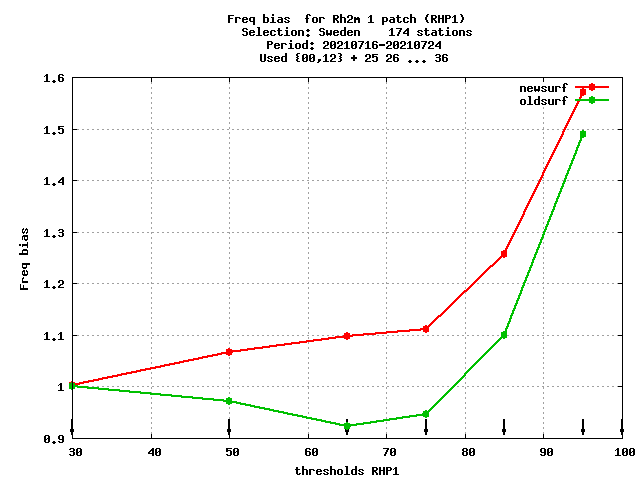 Freq bias  for Rh2m 1 patch (RHP1)
Selection: Sweden    174 stations
Period: 20210716-20210724
Used {00,12} + 25 26 ... 36
1.6
1.5
1.4
1.3
1.2
1.1
1
0.9
Freq bias
newsurf
oldsurf
30 40 50 60 70 80 90 100
thresholds RHP1